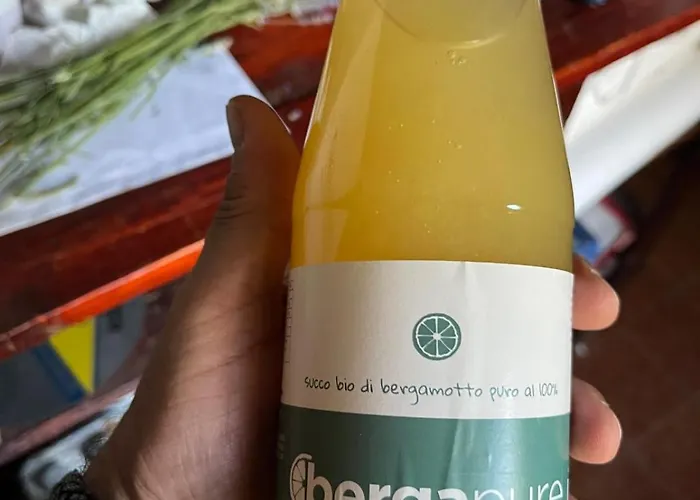 succo bio di bergamotto puro al 100%
bergapure